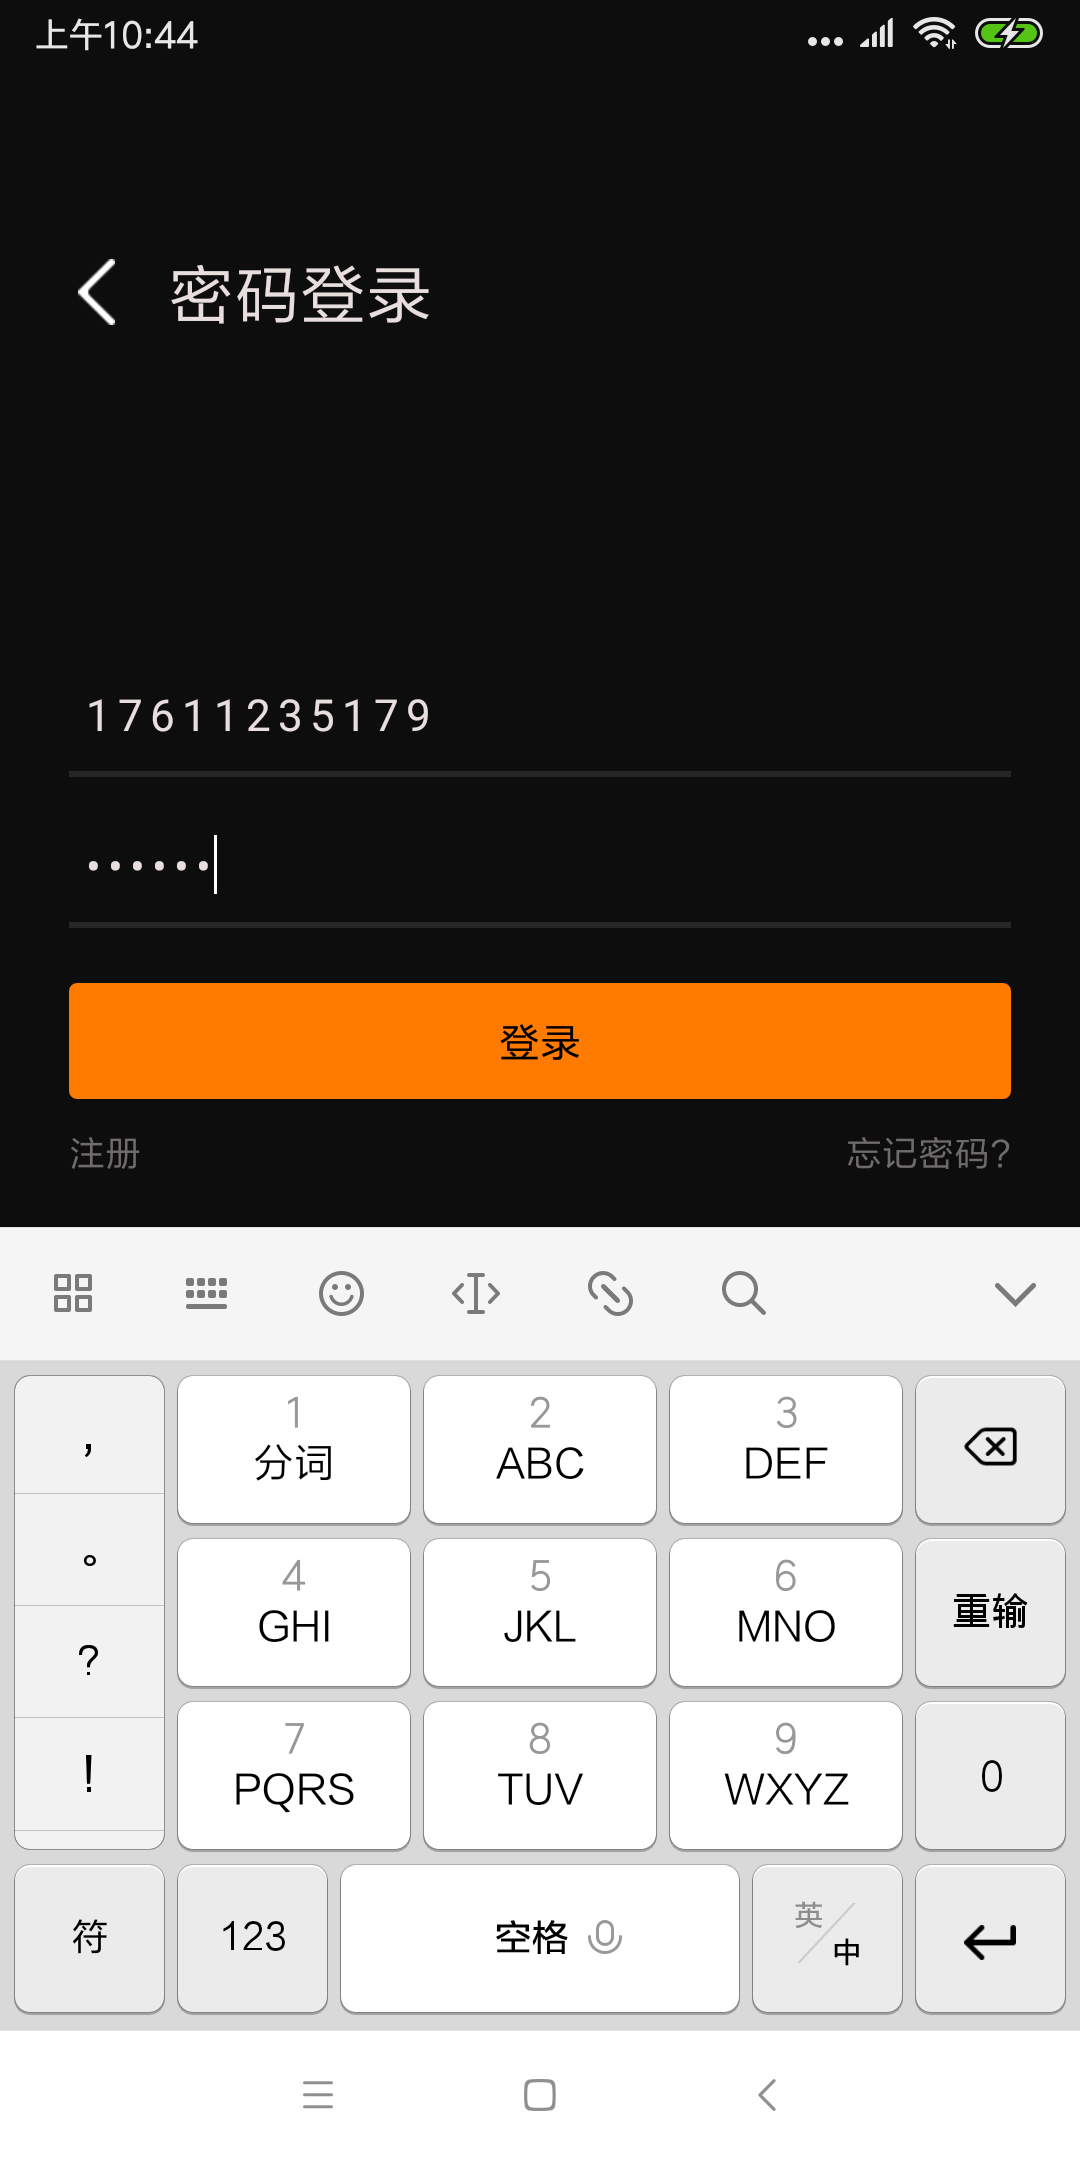 上午10:44
密码登录
17611235179
••••••
登录
注册 忘记密码?
, 1 分词 2 ABC 3 DEF
。 4 GHI 5 JKL 6 MNO 重输
? 7 PQRS 8 TUV 9 WXYZ 0
!
符 123 空格 英/中